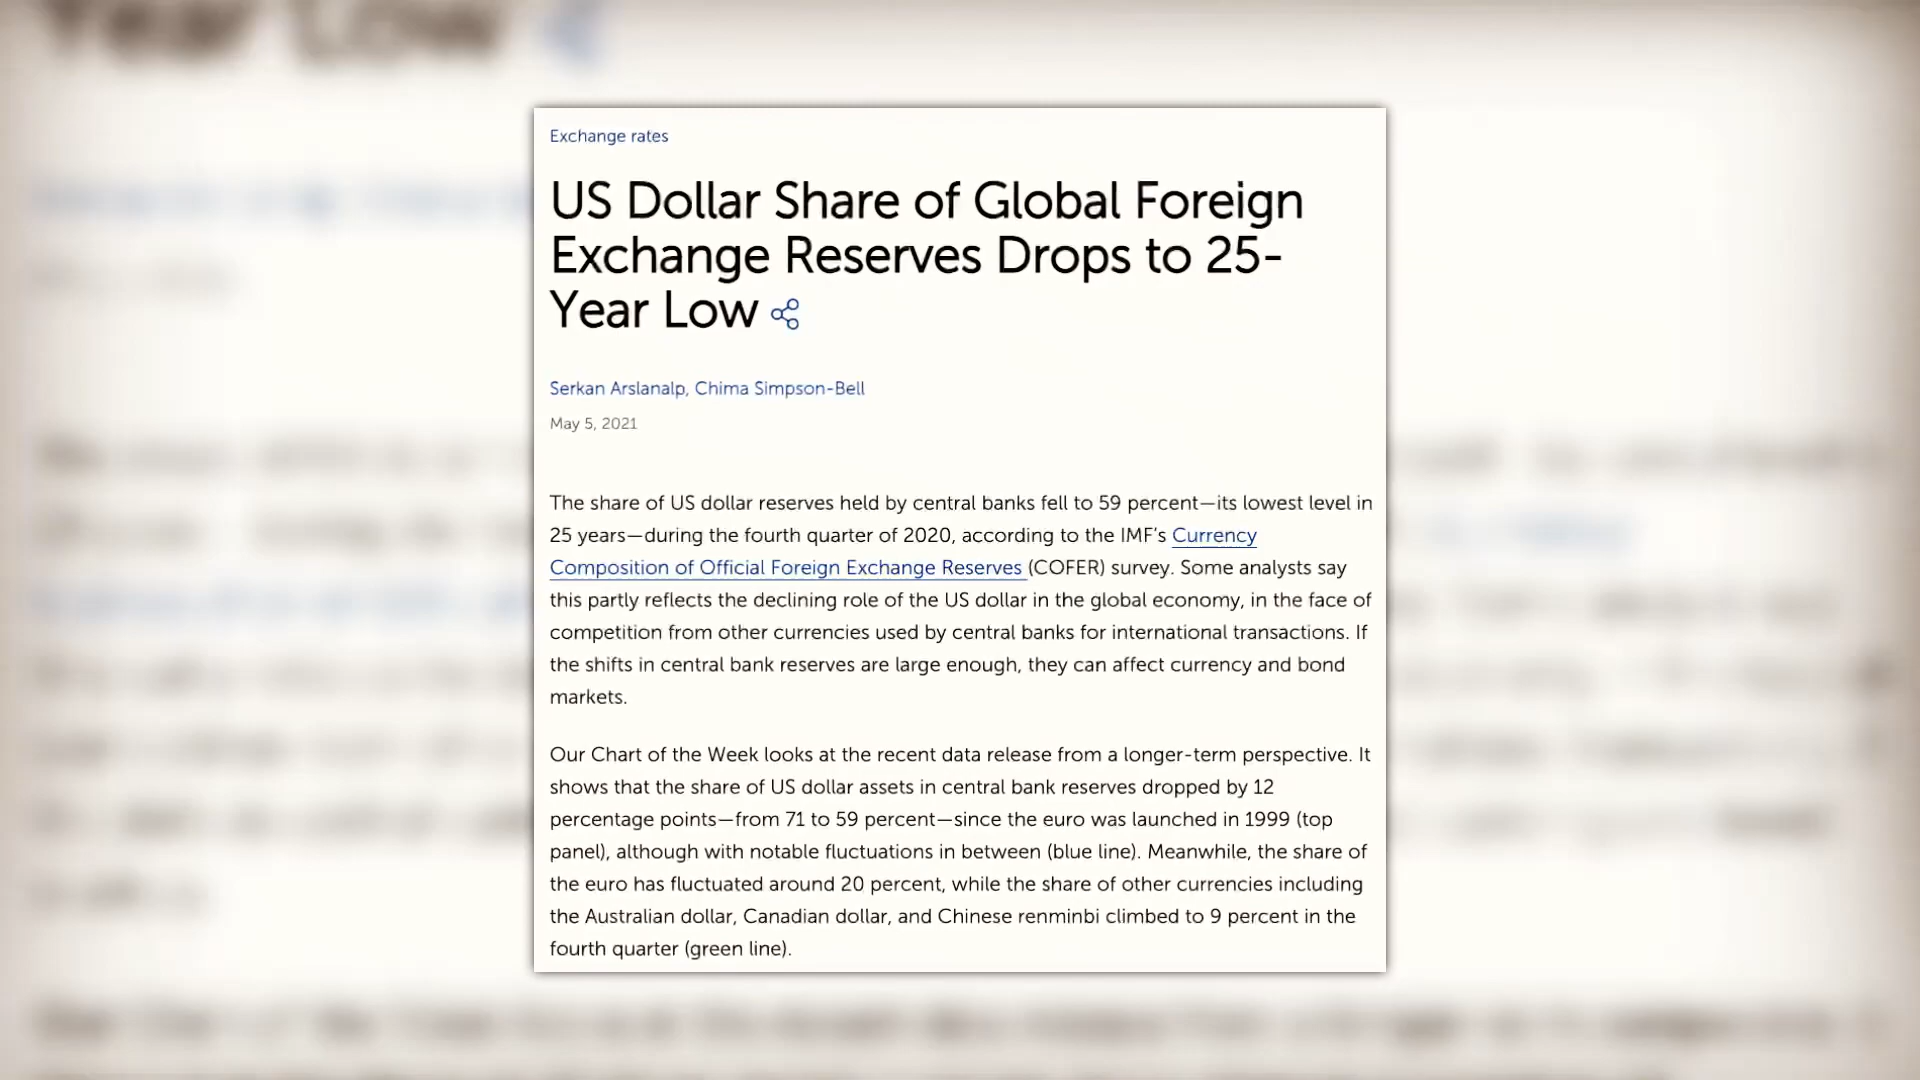 Year Low
Exchange rates
US Dollar Share of Global Foreign
Exchange Reserves Drops to 25-
Year Low
Serkan Arslanalp, Chima Simpson-Bell
May 5, 2021
The share of US dollar reserves held by central banks fell to 59 percent—its lowest level in
25 years—during the fourth quarter of 2020, according to the IMF’s Currency
Composition of Official Foreign Exchange Reserves (COFER) survey. Some analysts say
this partly reflects the declining role of the US dollar in the global economy, in the face of
competition from other currencies used by central banks for international transactions. If
the shifts in central bank reserves are large enough, they can affect currency and bond
markets.
Our Chart of the Week looks at the recent data release from a longer-term perspective. It
shows that the share of US dollar assets in central bank reserves dropped by 12
percentage points—from 71 to 59 percent—since the euro was launched in 1999 (top
panel), although with notable fluctuations in between (blue line). Meanwhile, the share of
the euro has fluctuated around 20 percent, while the share of other currencies including
the Australian dollar, Canadian dollar, and Chinese renminbi climbed to 9 percent in the
fourth quarter (green line).